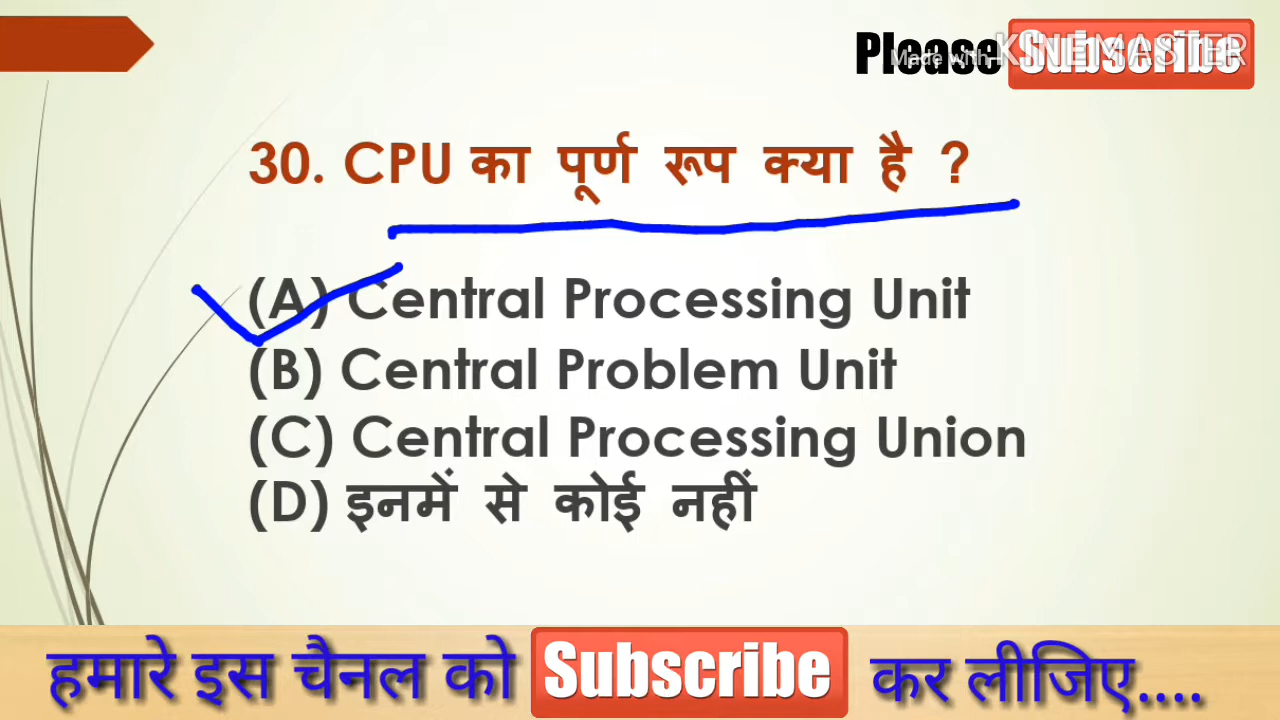 Please Subscribe
Made with KINEMASTER
30. CPU का पूर्ण रूप क्या है ?
(A) Central Processing Unit
(B) Central Problem Unit
(C) Central Processing Union
(D) इनमें से कोई नहीं
हमारे इस चैनल को Subscribe कर लीजिए....